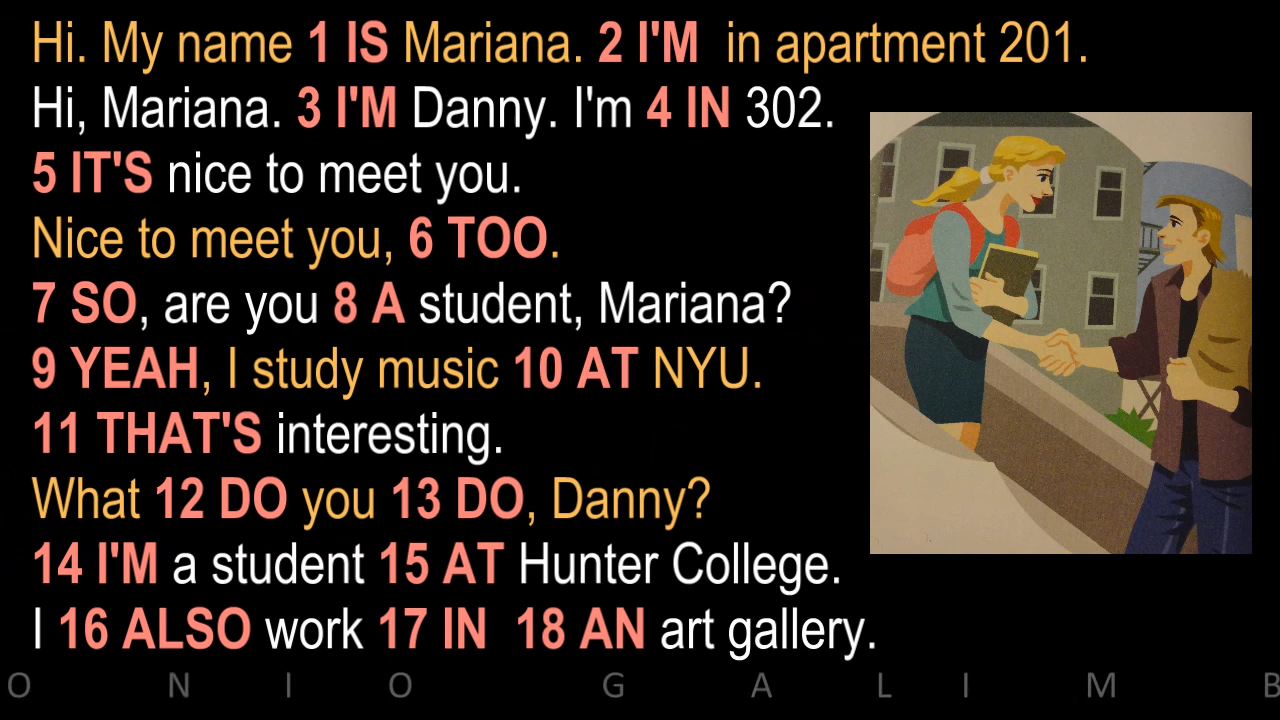 Hi. My name 1 IS Mariana. 2 I'M in apartment 201.
Hi, Mariana. 3 I'M Danny. I'm 4 IN 302.
5 IT'S nice to meet you.
Nice to meet you, 6 TOO.
7 SO, are you 8 A student, Mariana?
9 YEAH, I study music 10 AT NYU.
11 THAT'S interesting.
What 12 DO you 13 DO, Danny?
14 I'M a student 15 AT Hunter College.
I 16 ALSO work 17 IN 18 AN art gallery.
O N I O G A L I M B